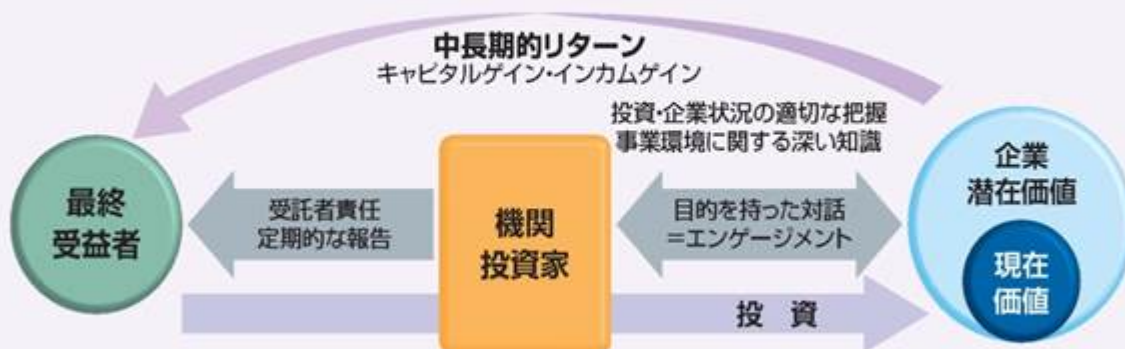 中長期的リターン
キャピタルゲイン・インカムゲイン
投資・企業状況の適切な把握
事業環境に関する深い知識
最終
受益者
受託者責任
定期的な報告
機関
投資家
目的を持った対話
＝エンゲージメント
企業
潜在価値
現在
価値
投　資